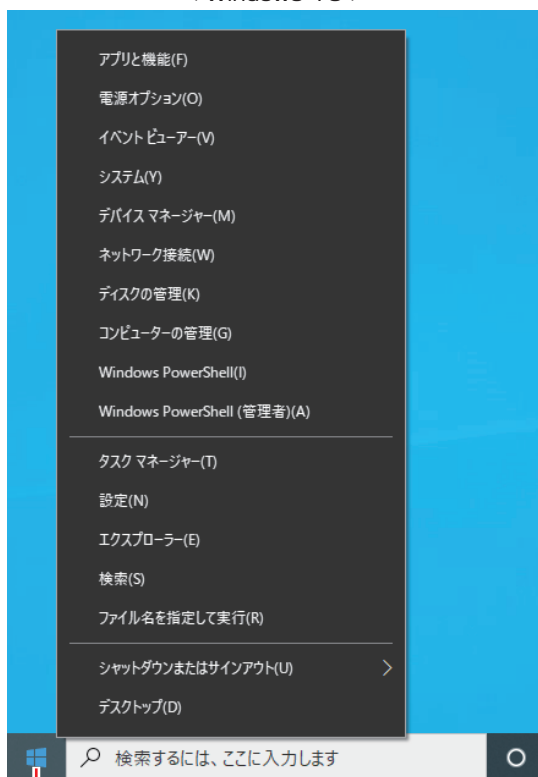 アプリと機能(F)
電源オプション(O)
イベント ビューアー(V)
システム(Y)
デバイス マネージャー(M)
ネットワーク接続(W)
ディスクの管理(K)
コンピューターの管理(G)
Windows PowerShell(I)
Windows PowerShell (管理者)(A)
タスク マネージャー(T)
設定(N)
エクスプローラー(E)
検索(S)
ファイル名を指定して実行(R)
シャットダウンまたはサインアウト(U)
デスクトップ(D)
検索するには、ここに入力します